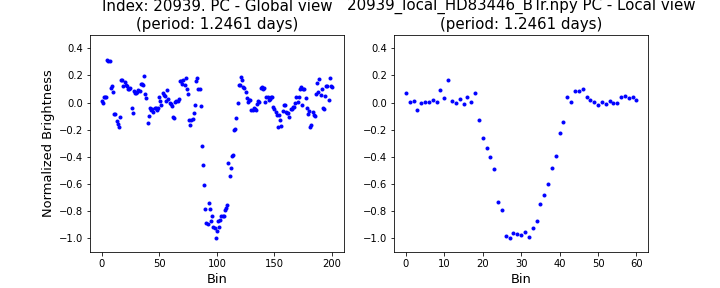 Index: 20939. PC - Global view
(period: 1.2461 days)
20939_local_HD83446_BTr.npy PC - Local view
(period: 1.2461 days)
Normalized Brightness
0.4
0.2
0.0
−0.2
−0.4
−0.6
−0.8
−1.0
0 50 100 150 200
Bin
0.4
0.2
0.0
−0.2
−0.4
−0.6
−0.8
−1.0
0 10 20 30 40 50 60
Bin